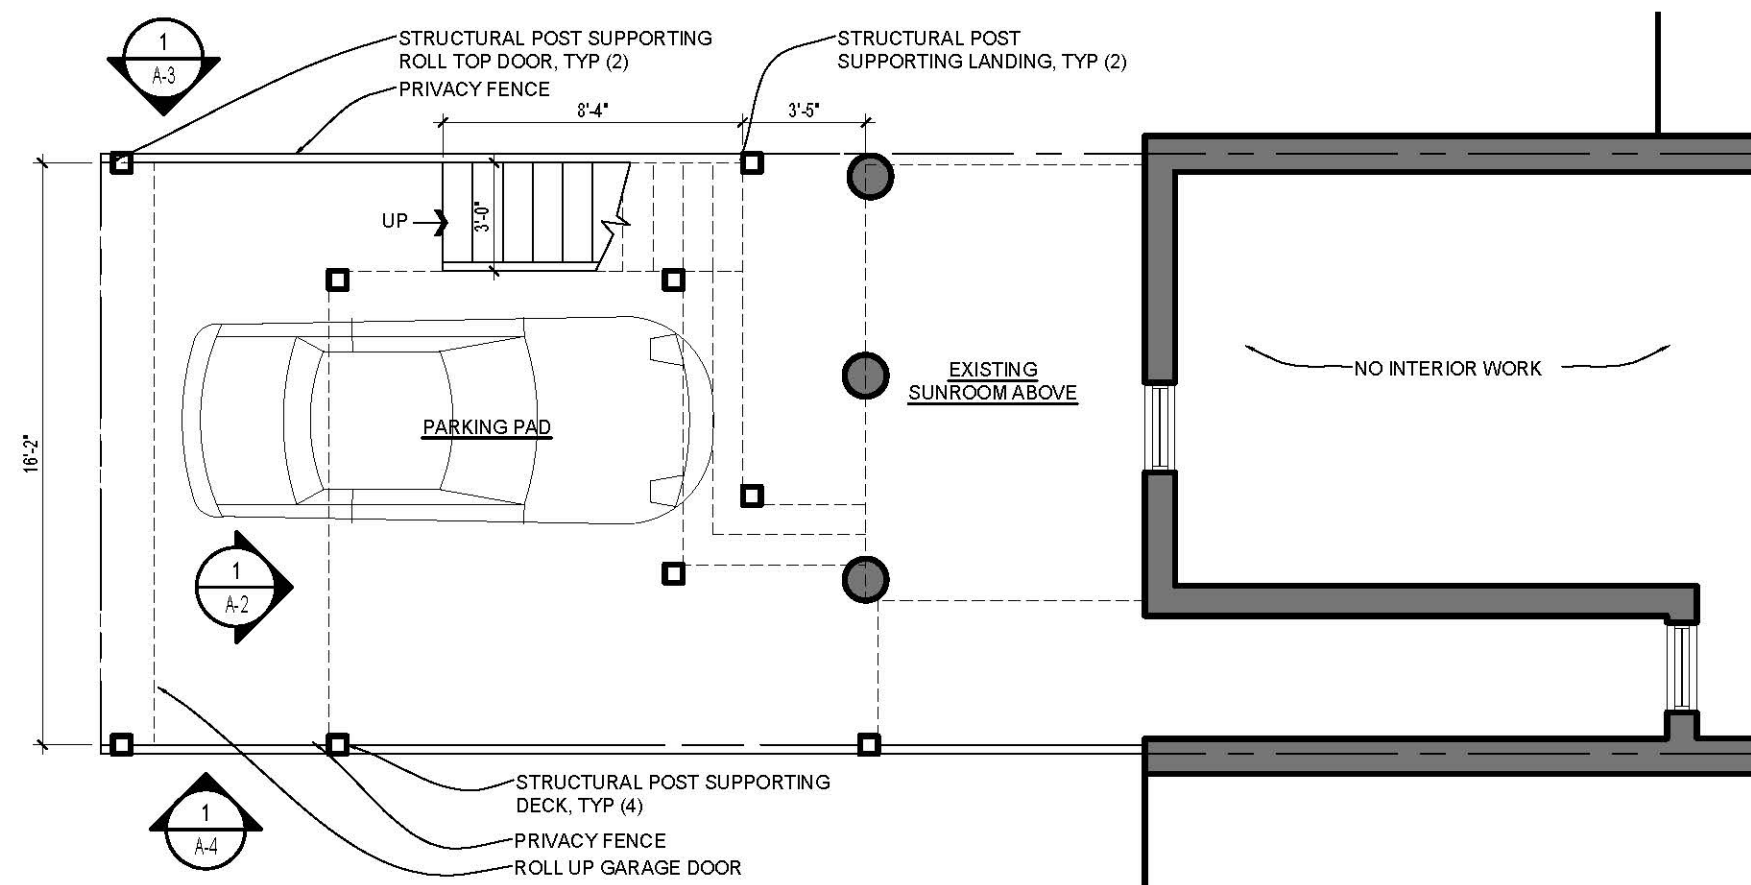 1
A-3
STRUCTURAL POST SUPPORTING
ROLL TOP DOOR, TYP (2)
PRIVACY FENCE
STRUCTURAL POST
SUPPORTING LANDING, TYP (2)
8'-4"
3'-5"
UP
3'-0"
16'-2"
EXISTING
SUNROOM ABOVE
NO INTERIOR WORK
PARKING PAD
1
A-2
1
A-4
STRUCTURAL POST SUPPORTING
DECK, TYP (4)
PRIVACY FENCE
ROLL UP GARAGE DOOR